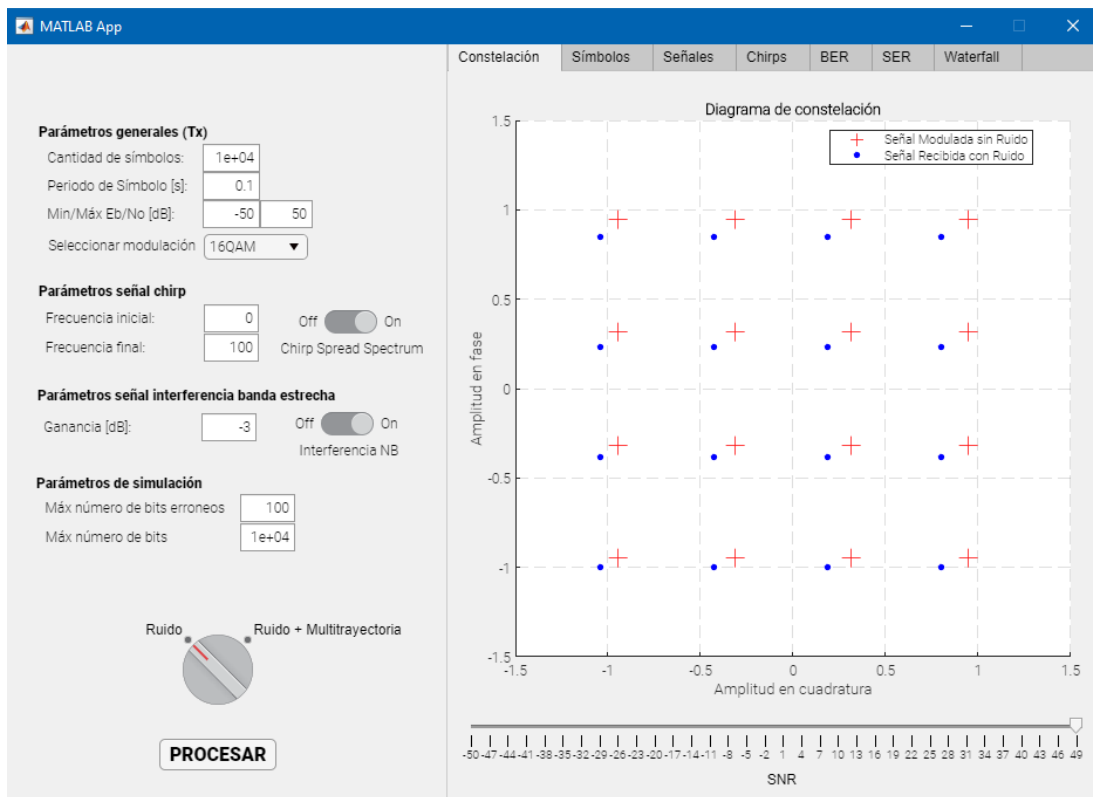 MATLAB App
Constelación Símbolos Señales Chirps BER SER Waterfall
Parámetros generales (Tx)
Cantidad de símbolos: 1e+04
Periodo de Símbolo [s]: 0.1
Min/Máx Eb/No [dB]: -50 50
Seleccionar modulación 16QAM
Parámetros señal chirp
Frecuencia inicial: 0
Off On
Frecuencia final: 100
Chirp Spread Spectrum
Parámetros señal interferencia banda estrecha
Ganancia [dB]: -3
Off On
Interferencia NB
Parámetros de simulación
Máx número de bits erroneos 100
Máx número de bits 1e+04
Ruido Ruido + Multitrayectoria
PROCESAR
Diagrama de constelación
Señal Modulada sin Ruido
Señal Recibida con Ruido
1.5
1
0.5
0
-0.5
-1
-1.5
Amplitud en fase
-1.5 -1 -0.5 0 0.5 1 1.5
Amplitud en cuadratura
-50 -47 -44 -41 -38 -35 -32 -29 -26 -23 -20 -17 -14 -11 -8 -5 -2 1 4 7 10 13 16 19 22 25 28 31 34 37 40 43 46 49
SNR